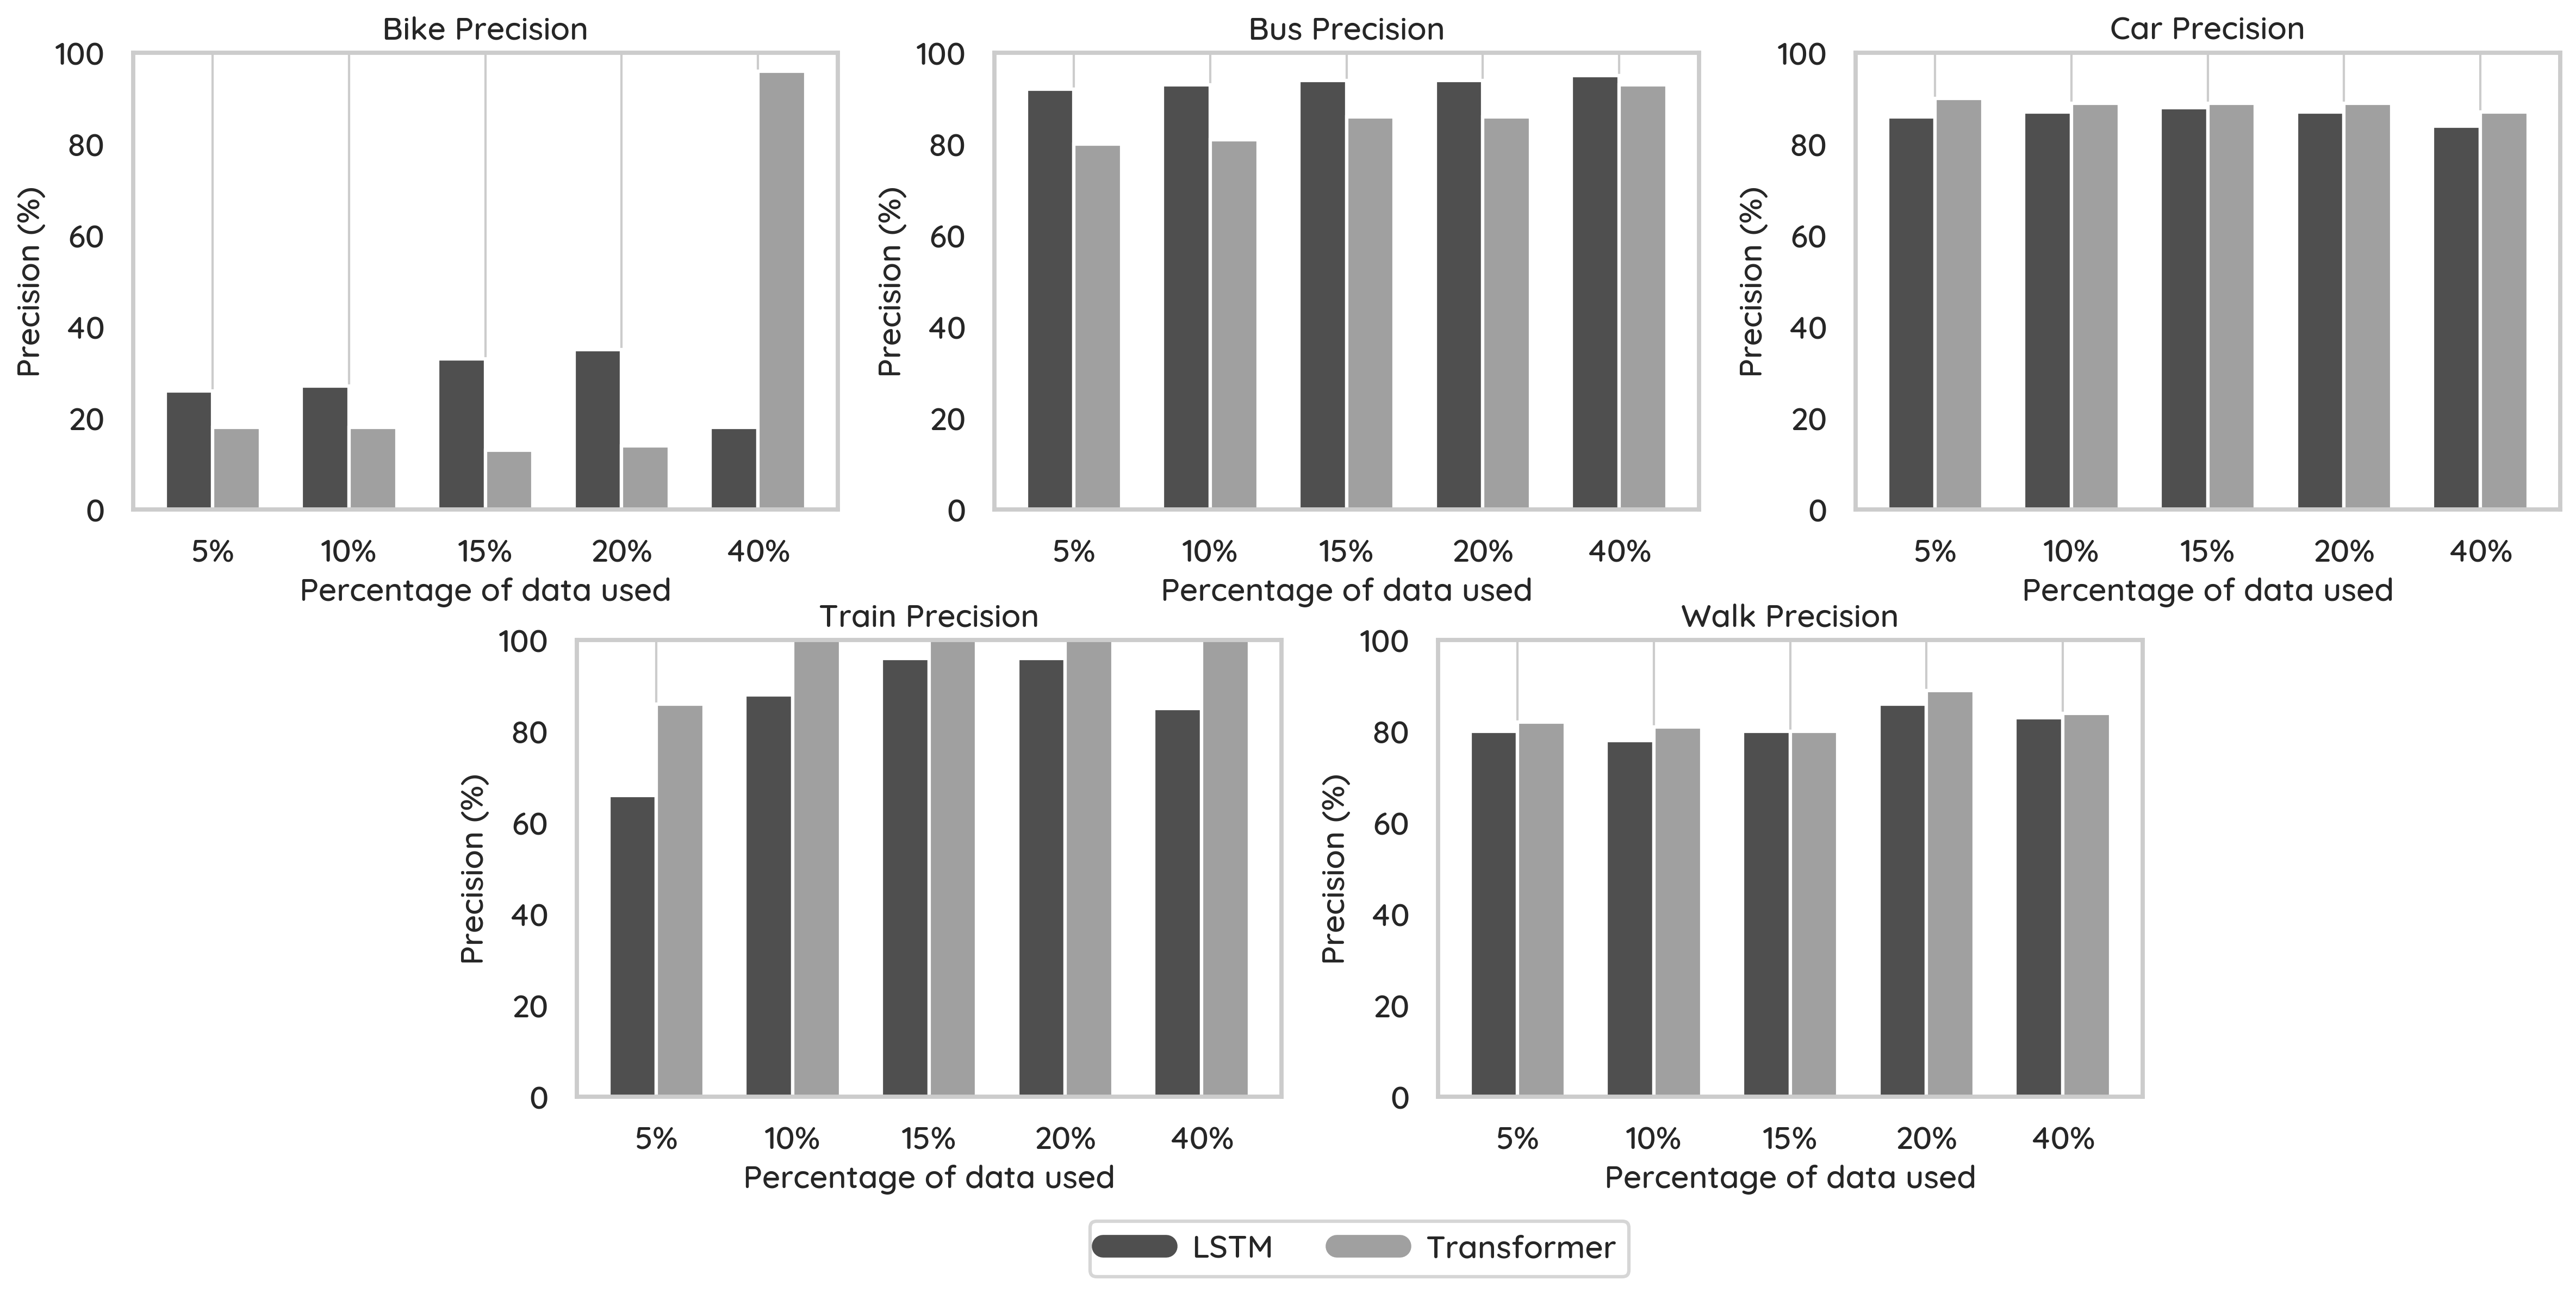 Bike Precision
100
80
60
40
20
0
Precision (%)
5% 10% 15% 20% 40%
Percentage of data used
Bus Precision
100
80
60
40
20
0
Precision (%)
5% 10% 15% 20% 40%
Percentage of data used
Car Precision
100
80
60
40
20
0
Precision (%)
5% 10% 15% 20% 40%
Percentage of data used
Train Precision
100
80
60
40
20
0
Precision (%)
5% 10% 15% 20% 40%
Percentage of data used
Walk Precision
100
80
60
40
20
0
Precision (%)
5% 10% 15% 20% 40%
Percentage of data used
LSTM Transformer